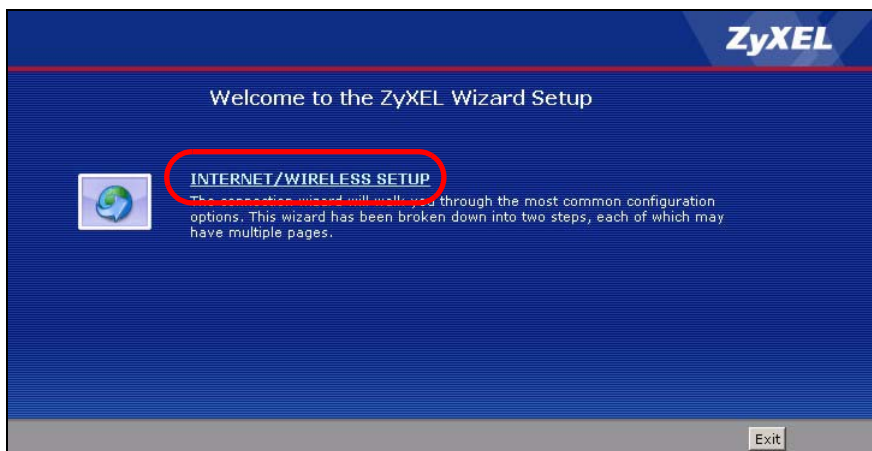 ZyXEL
Welcome to the ZyXEL Wizard Setup
INTERNET/WIRELESS SETUP
The connection wizard will walk you through the most common configuration
options. This wizard has been broken down into two steps, each of which may
have multiple pages.
Exit